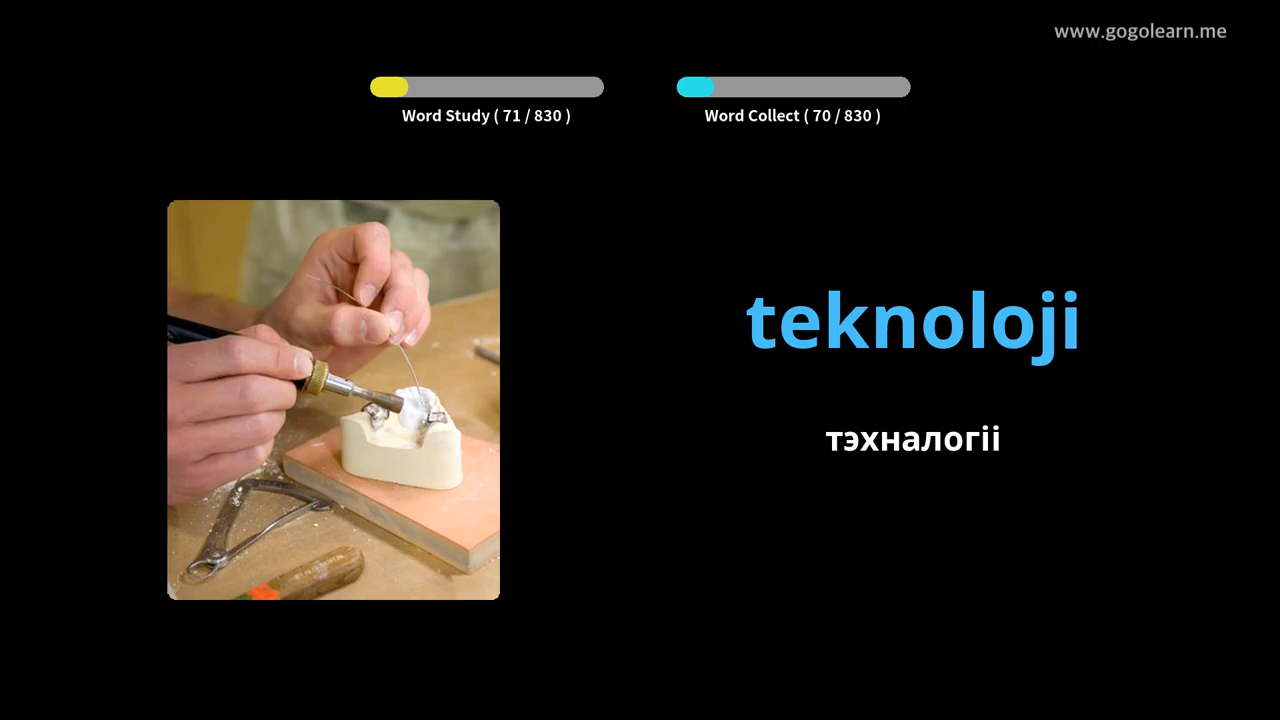 www.gogolearn.me
Word Study ( 71 / 830 )
Word Collect ( 70 / 830 )
teknoloji
тэхналогіі